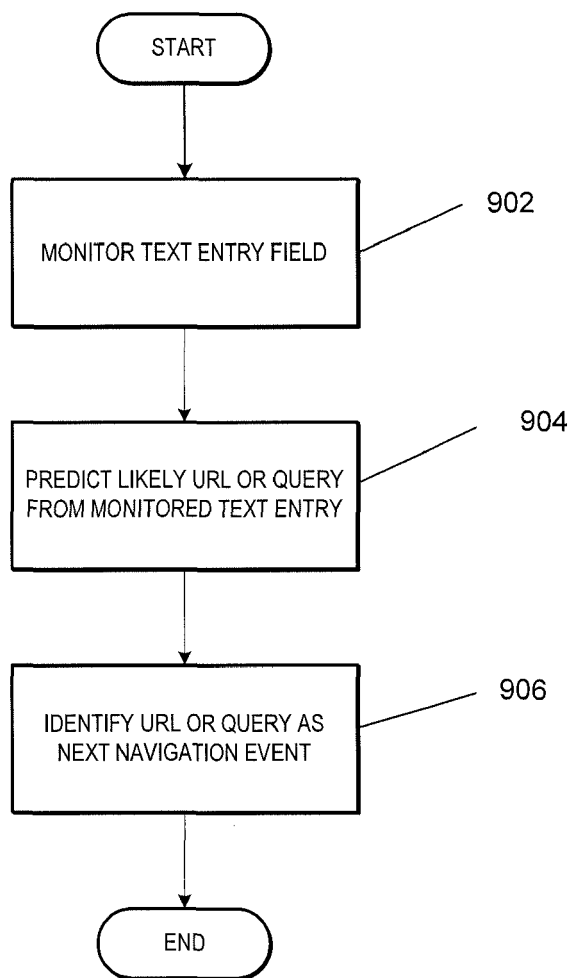 START
MONITOR TEXT ENTRY FIELD
902
PREDICT LIKELY URL OR QUERY
FROM MONITORED TEXT ENTRY
904
IDENTIFY URL OR QUERY AS
NEXT NAVIGATION EVENT
906
END